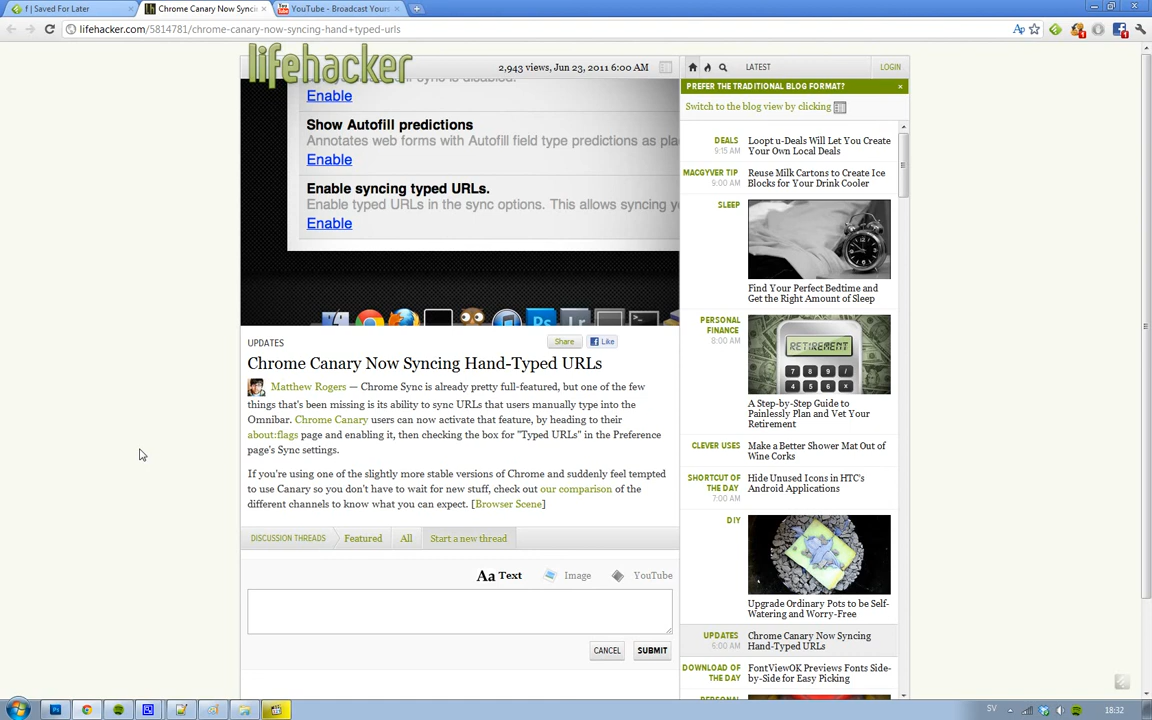 f | Saved For Later
Chrome Canary Now Synci
YouTube - Broadcast Yours
lifehacker.com/5814781/chrome-canary-now-syncing-hand+typed-urls
lifehacker
2,943 views, Jun 23, 2011 6:00 AM
LATEST
LOGIN
PREFER THE TRADITIONAL BLOG FORMAT?
Switch to the blog view by clicking
Enable
Show Autofill predictions
Annotates web forms with Autofill field type predictions as pla
Enable
Enable syncing typed URLs.
Enable typed URLs in the sync options. This allows syncing y
Enable
Ps
Lr
UPDATES
Share
Like
Chrome Canary Now Syncing Hand-Typed URLs
Matthew Rogers — Chrome Sync is already pretty full-featured, but one of the few
things that's been missing is its ability to sync URLs that users manually type into the
Omnibar. Chrome Canary users can now activate that feature, by heading to their
about:flags page and enabling it, then checking the box for "Typed URLs" in the Preference
page's Sync settings.
If you're using one of the slightly more stable versions of Chrome and suddenly feel tempted
to use Canary so you don't have to wait for new stuff, check out our comparison of the
different channels to know what you can expect. [Browser Scene]
DISCUSSION THREADS
Featured
All
Start a new thread
Aa Text
Image
YouTube
CANCEL
SUBMIT
DEALS
9:15 AM
Loopt u-Deals Will Let You Create
Your Own Local Deals
MACGYVER TIP
9:00 AM
Reuse Milk Cartons to Create Ice
Blocks for Your Drink Cooler
SLEEP
Find Your Perfect Bedtime and
Get the Right Amount of Sleep
PERSONAL
FINANCE
8:00 AM
RETIREMENT
A Step-by-Step Guide to
Painlessly Plan and Vet Your
Retirement
CLEVER USES
Make a Better Shower Mat Out of
Wine Corks
SHORTCUT OF
THE DAY
7:00 AM
Hide Unused Icons in HTC's
Android Applications
DIY
Upgrade Ordinary Pots to be Self-
Watering and Worry-Free
UPDATES
6:00 AM
Chrome Canary Now Syncing
Hand-Typed URLs
DOWNLOAD OF
THE DAY
FontViewOK Previews Fonts Side-
by-Side for Easy Picking
SV
18:32